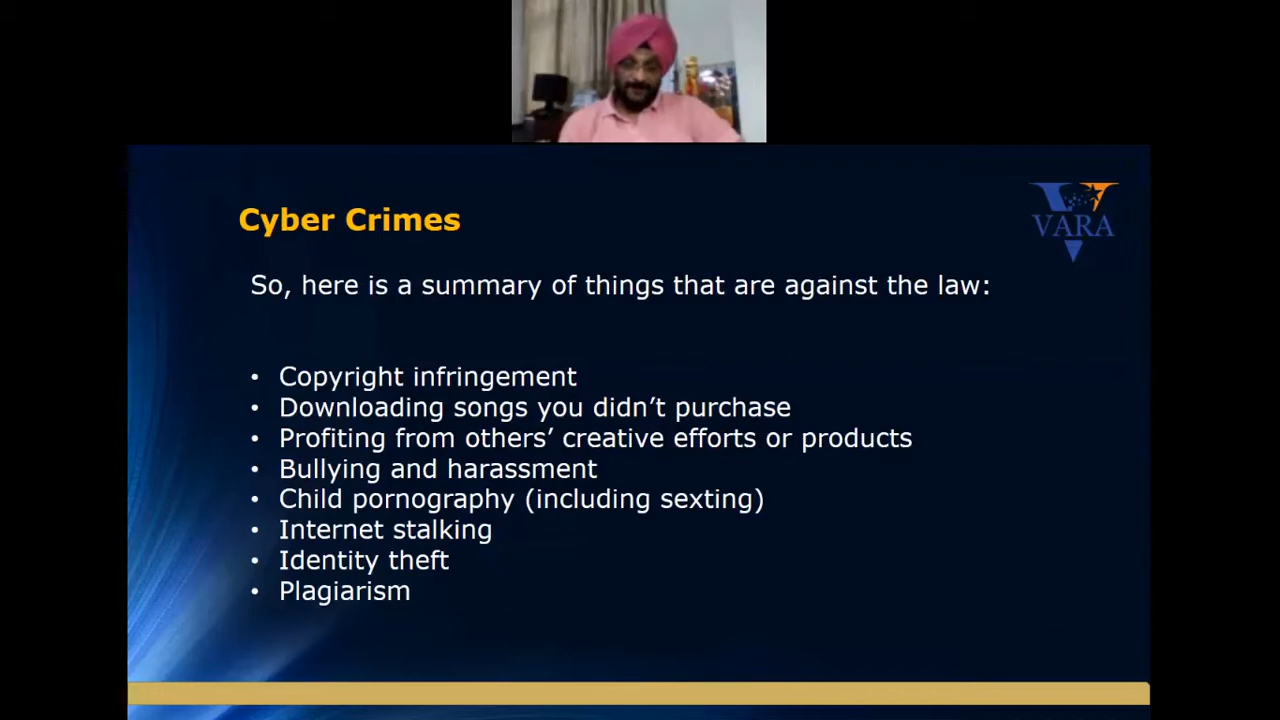 Cyber Crimes
VARA
So, here is a summary of things that are against the law:
• Copyright infringement
• Downloading songs you didn’t purchase
• Profiting from others’ creative efforts or products
• Bullying and harassment
• Child pornography (including sexting)
• Internet stalking
• Identity theft
• Plagiarism